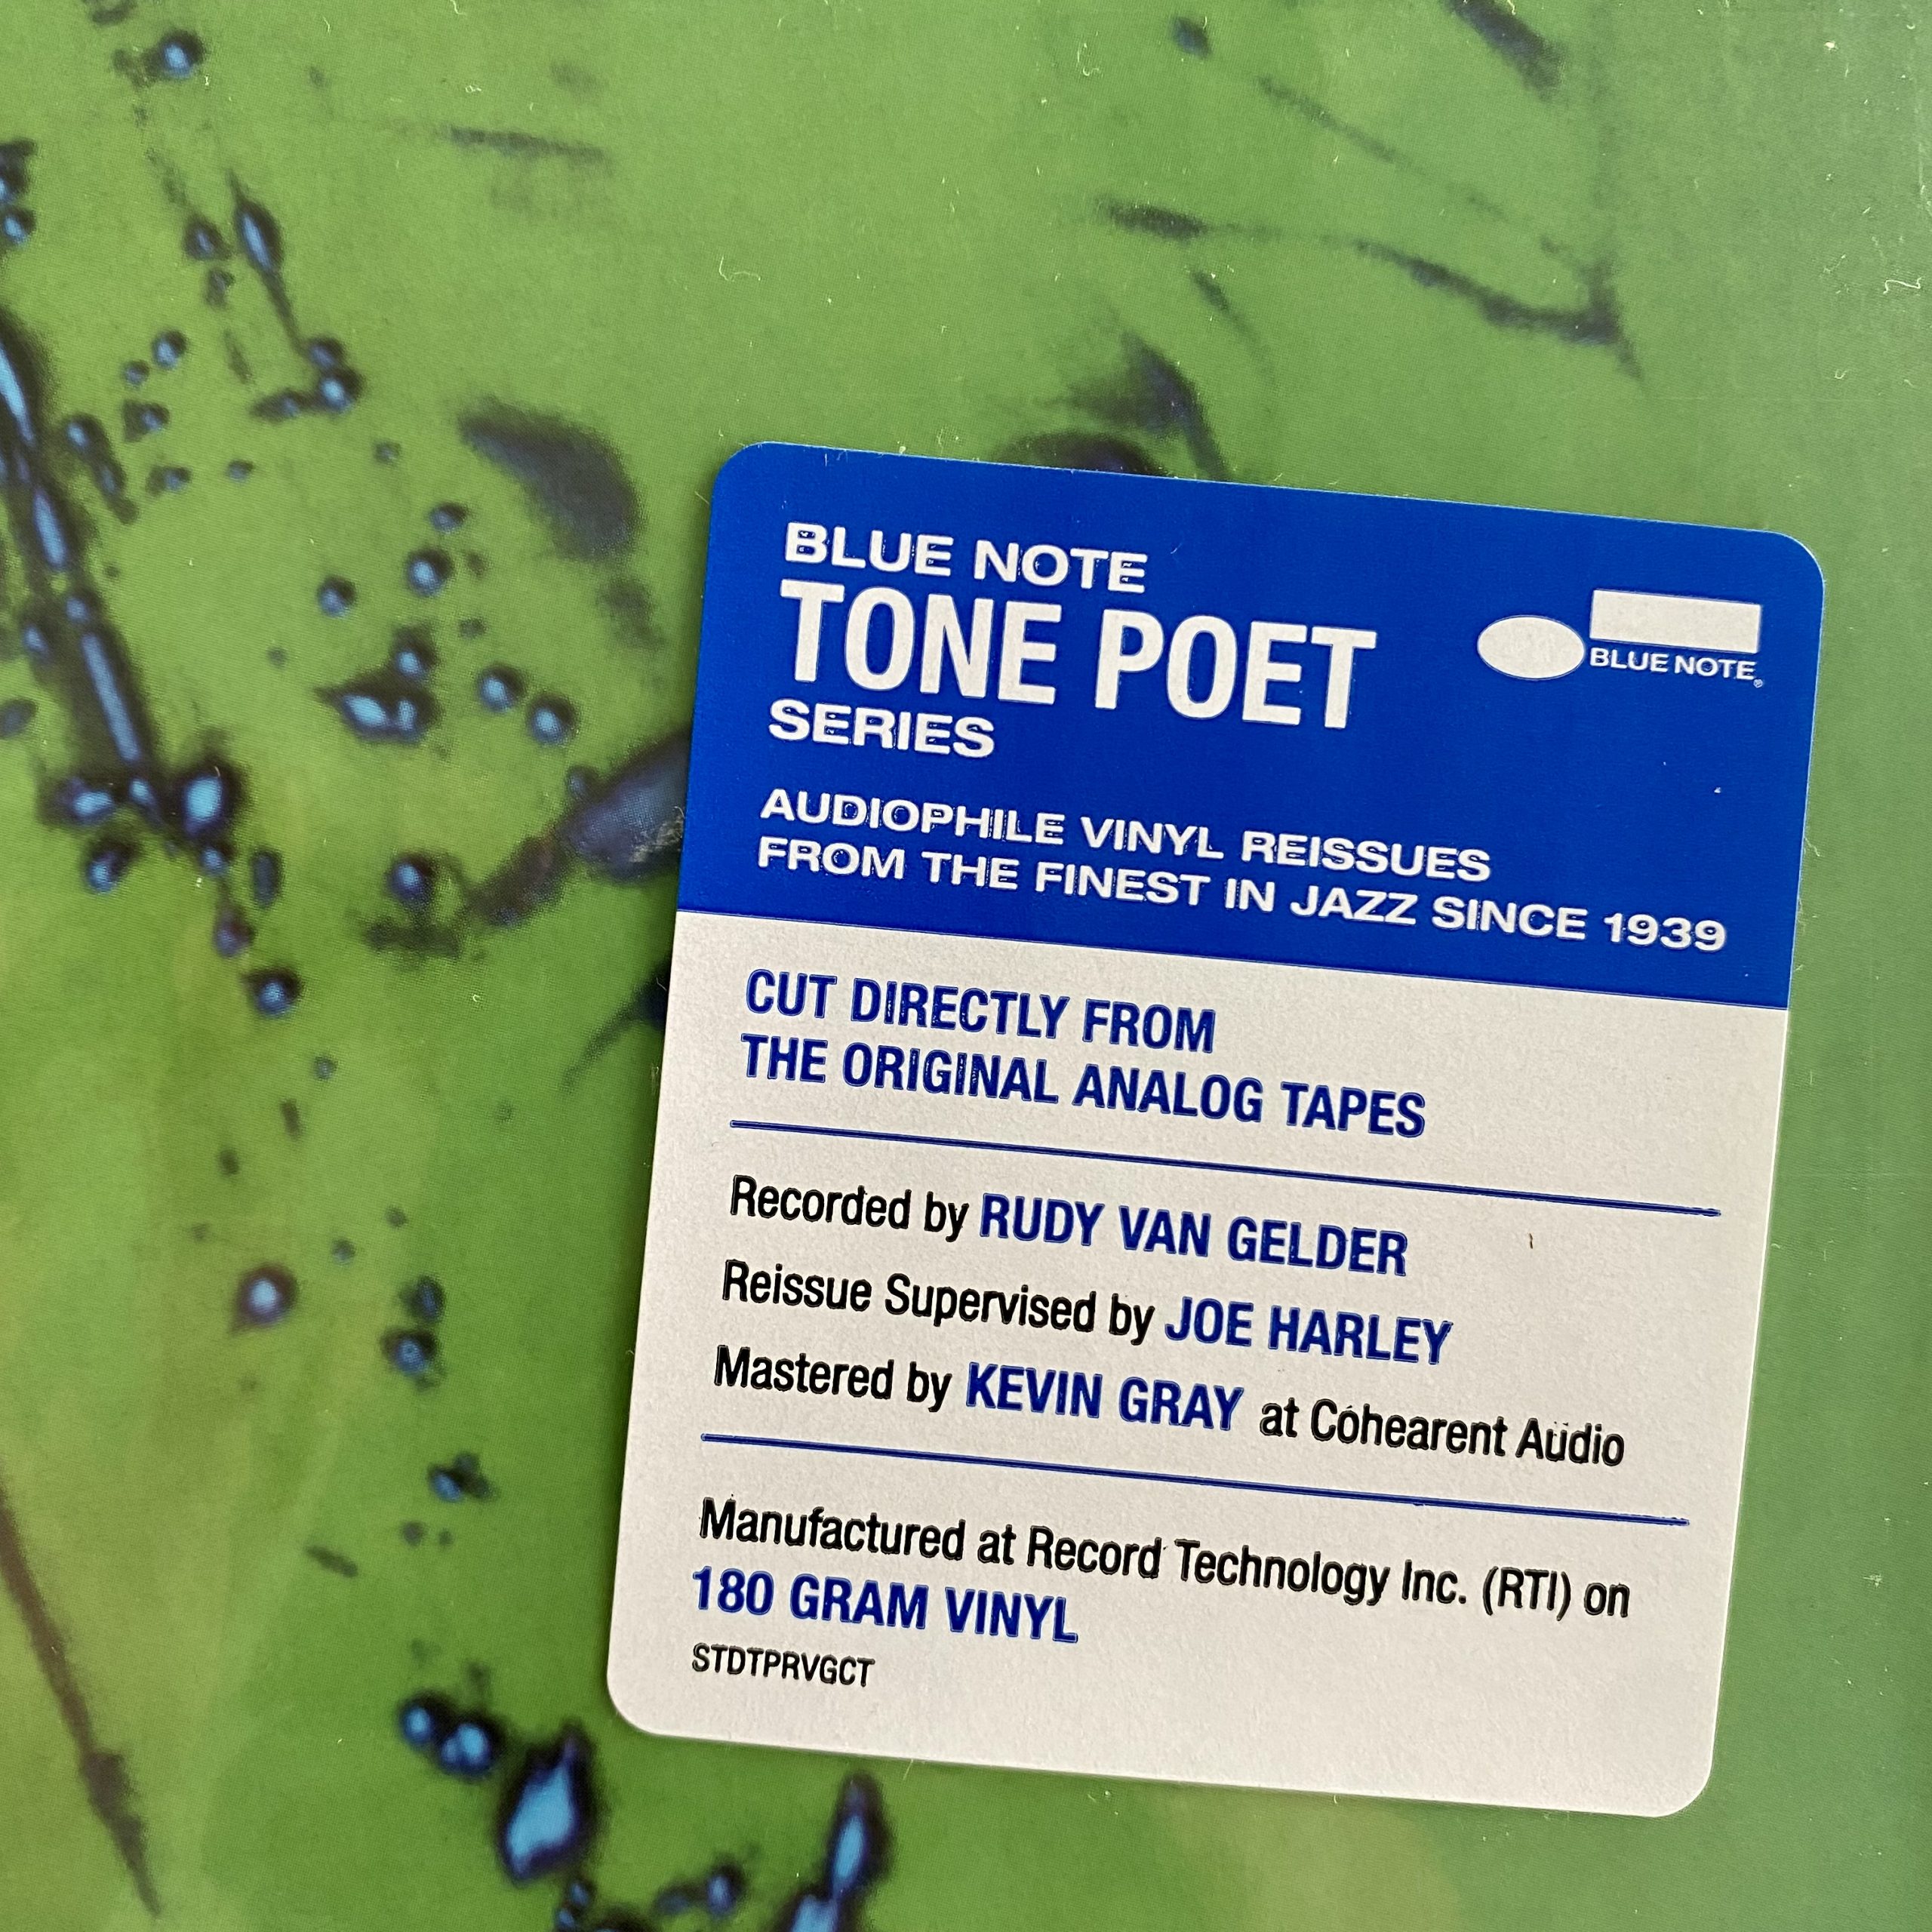 BLUE NOTE
TONE POET
SERIES
BLUE NOTE®
AUDIOPHILE VINYL REISSUES
FROM THE FINEST IN JAZZ SINCE 1939
CUT DIRECTLY FROM
THE ORIGINAL ANALOG TAPES
Recorded by RUDY VAN GELDER
Reissue Supervised by JOE HARLEY
Mastered by KEVIN GRAY at Cohearent Audio
Manufactured at Record Technology Inc. (RTI) on
180 GRAM VINYL
STDTPRVGCT